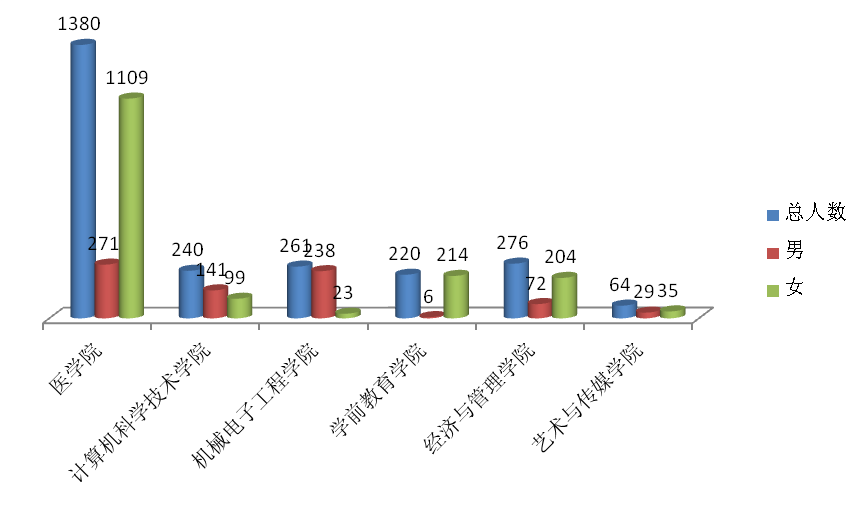 1380
1109
271
240
141
99
261
238
23
220
6
214
276
72
204
64
29
35
总人数
男
女
医学院
计算机科学技术学院
机械电子工程学院
学前教育学院
经济与管理学院
艺术与传媒学院